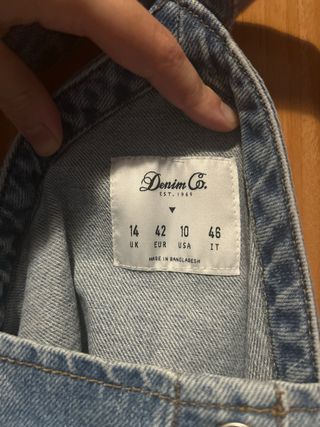 Denim Co.
EST. 1969
14 42 10 46
UK EUR USA IT
MADE IN BANGLADESH